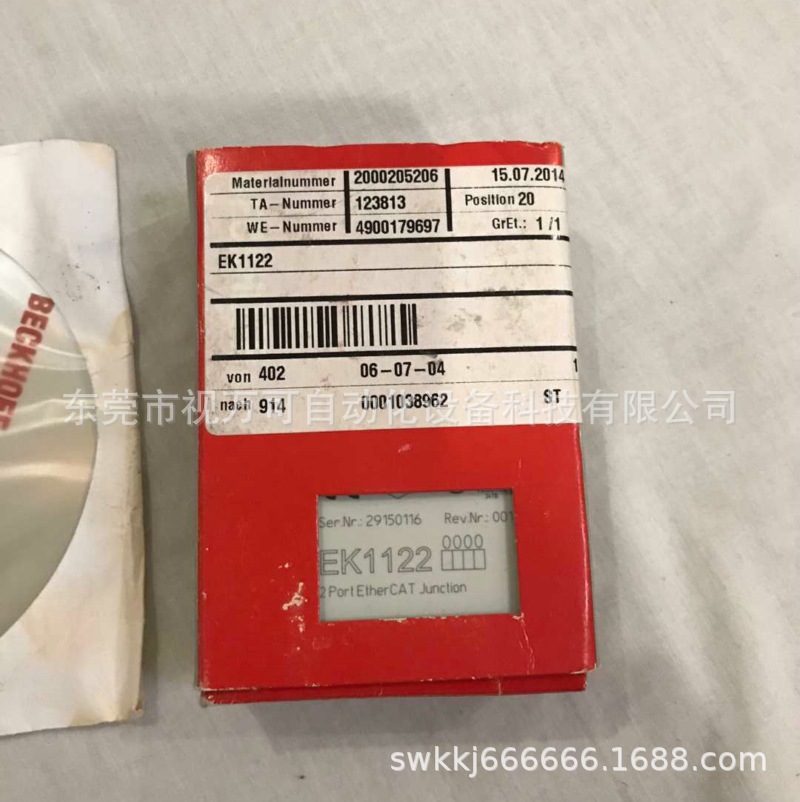 Materialnummer 2000205206 15.07.2014
TA-Nummer 123813 Position 20
WE-Nummer 4900179697 GrEt.: 1/1
EK1122
von 402 06-07-04 1
nach 914 0001038962 ST
东莞市视万可自动化设备科技有限公司
BECKHOFF
Ser.Nr.: 29150116 Rev.Nr.: 001
EK1122 0000
2 Port EtherCAT Junction
swkkj666666.1688.com